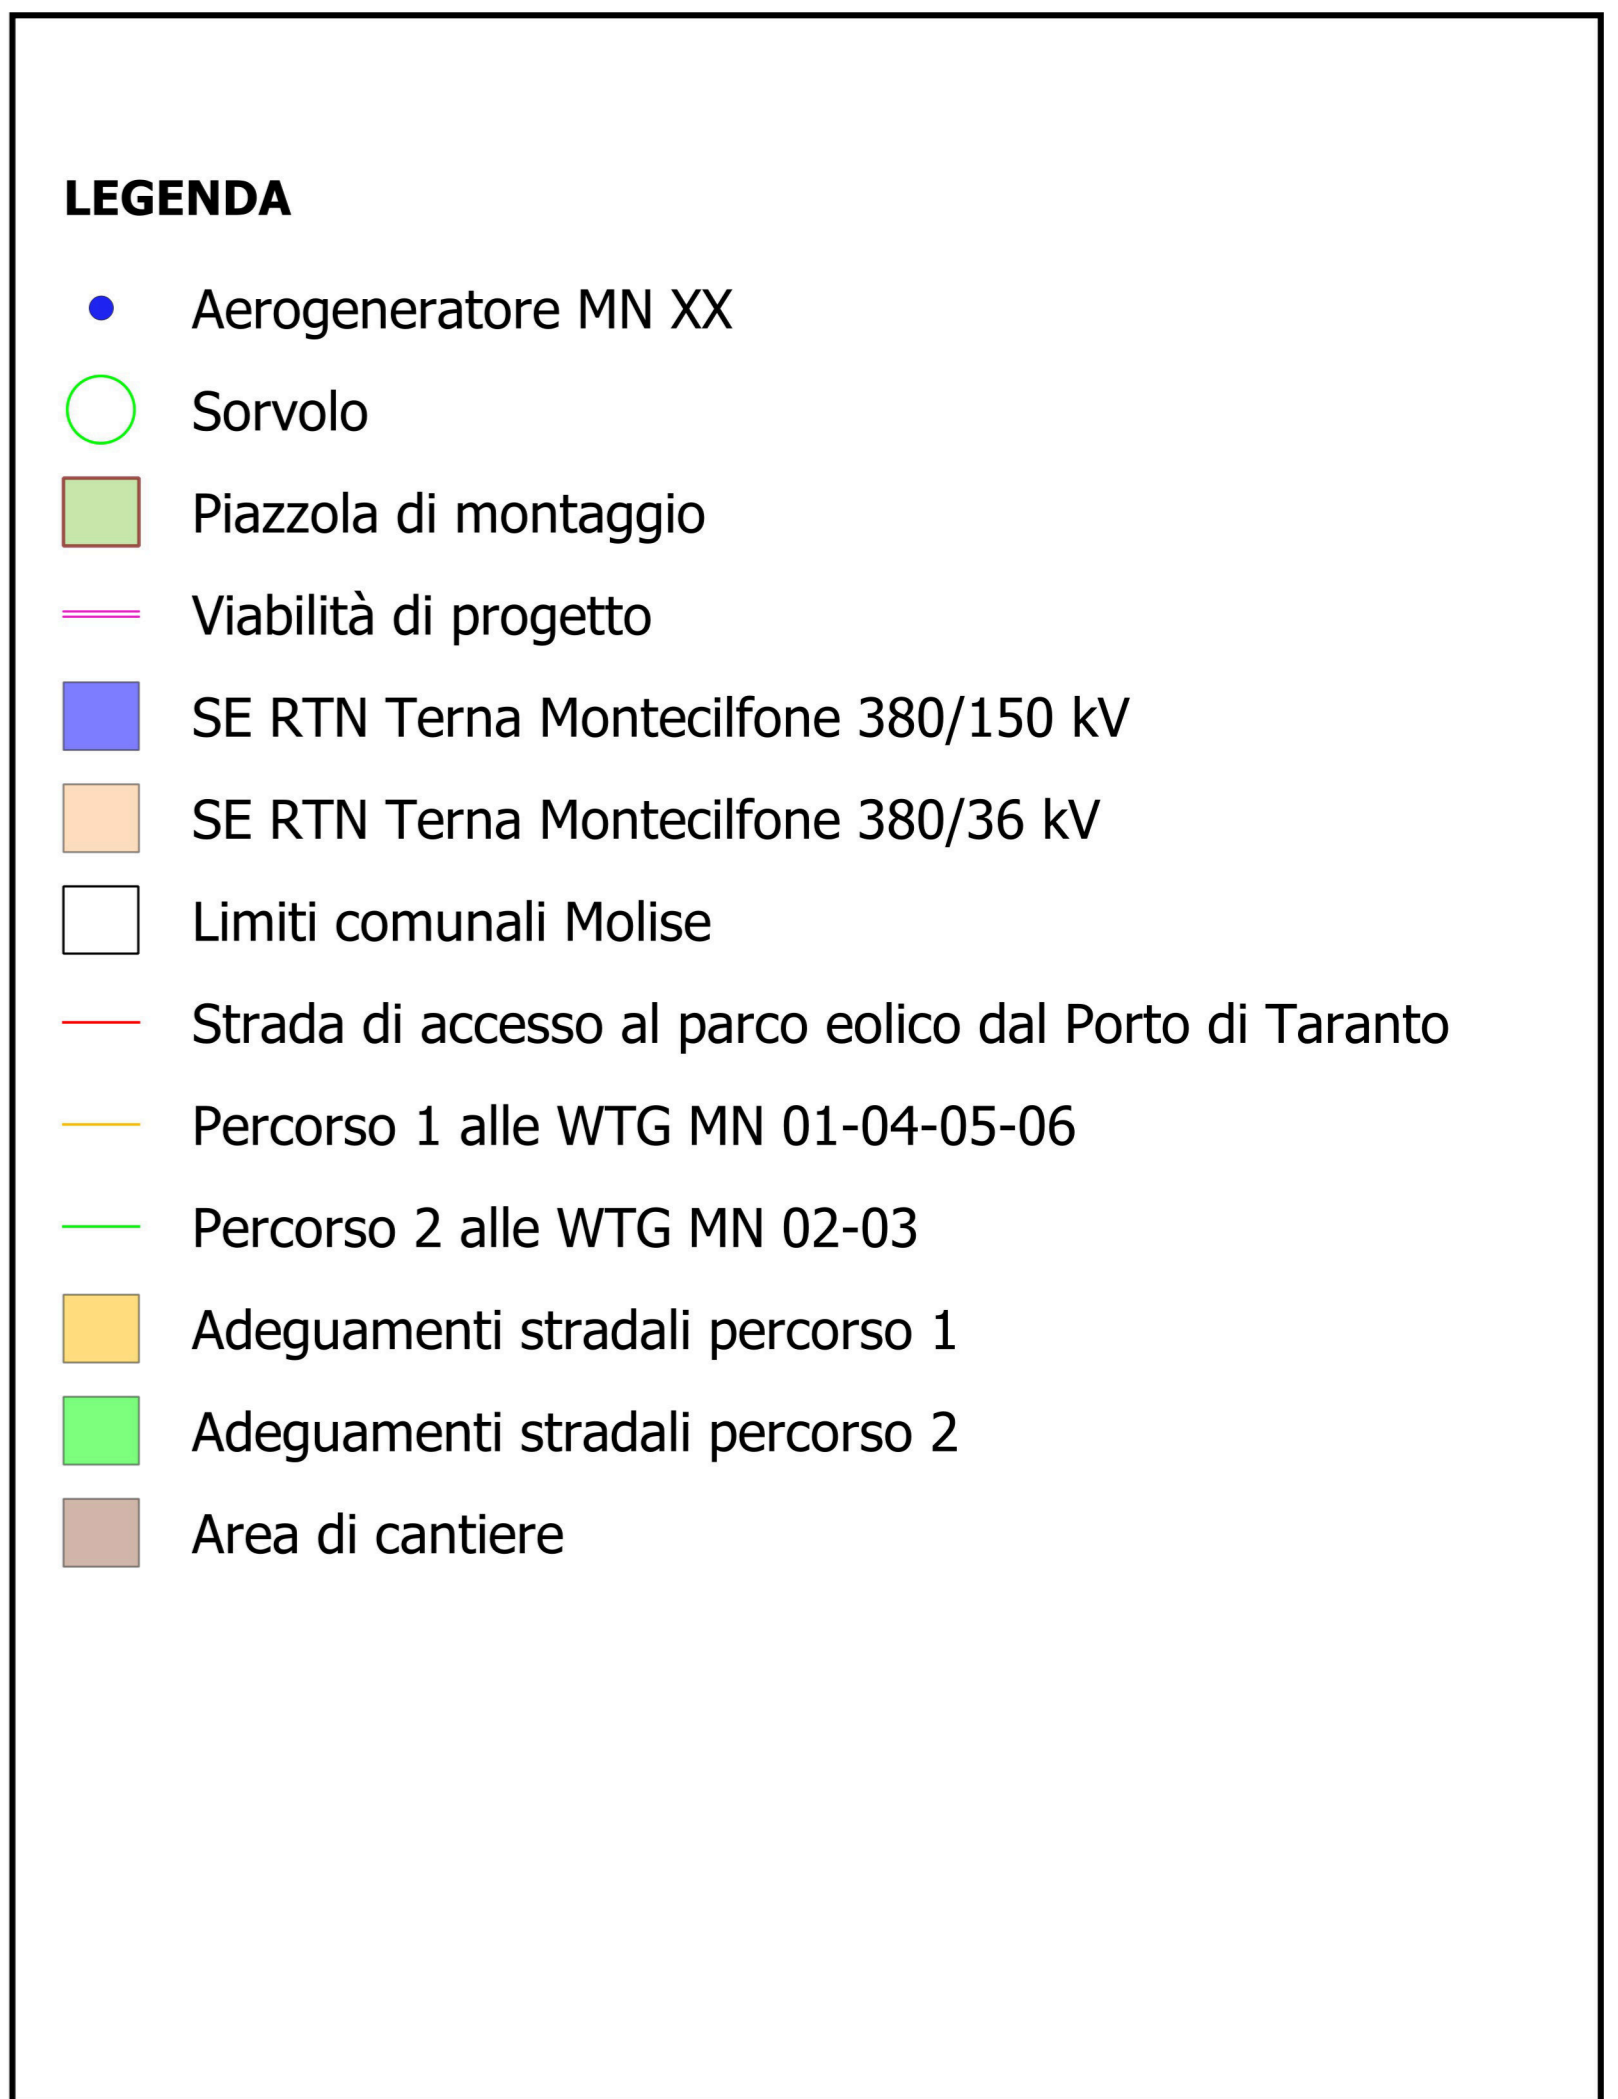 LEGENDA
Aerogeneratore MN XX
Sorvolo
Piazzola di montaggio
Viabilità di progetto
SE RTN Terna Montecilfone 380/150 kV
SE RTN Terna Montecilfone 380/36 kV
Limiti comunali Molise
Strada di accesso al parco eolico dal Porto di Taranto
Percorso 1 alle WTG MN 01-04-05-06
Percorso 2 alle WTG MN 02-03
Adeguamenti stradali percorso 1
Adeguamenti stradali percorso 2
Area di cantiere